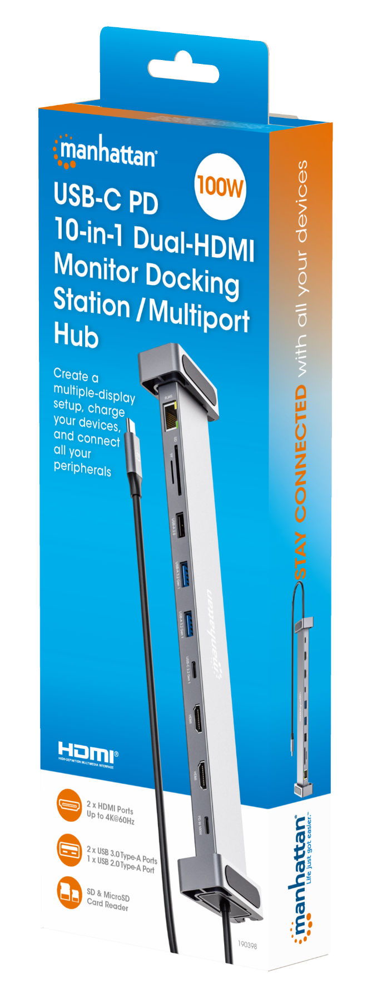 manhattan®
100W
USB-C PD
10-in-1 Dual-HDMI
Monitor Docking
Station / Multiport
Hub
Create a
multiple-display
setup, charge
your devices,
and connect
all your
peripherals
RJ45
SD
TF
USB-A 2.0
USB-A 3.2 Gen 1
USB-A 3.2 Gen 1
USB-C 3.2 Gen 1
HDMI
HDMI
PD IN 100W
manhattan
HDMI®
HIGH-DEFINITION MULTIMEDIA INTERFACE
2 x HDMI Ports
Up to 4K@60Hz
2 x USB 3.0 Type-A Ports
1 x USB 2.0 Type-A Port
SD & MicroSD
Card Reader
190398
STAY CONNECTED with all your devices
manhattan®
Life just got easier.™